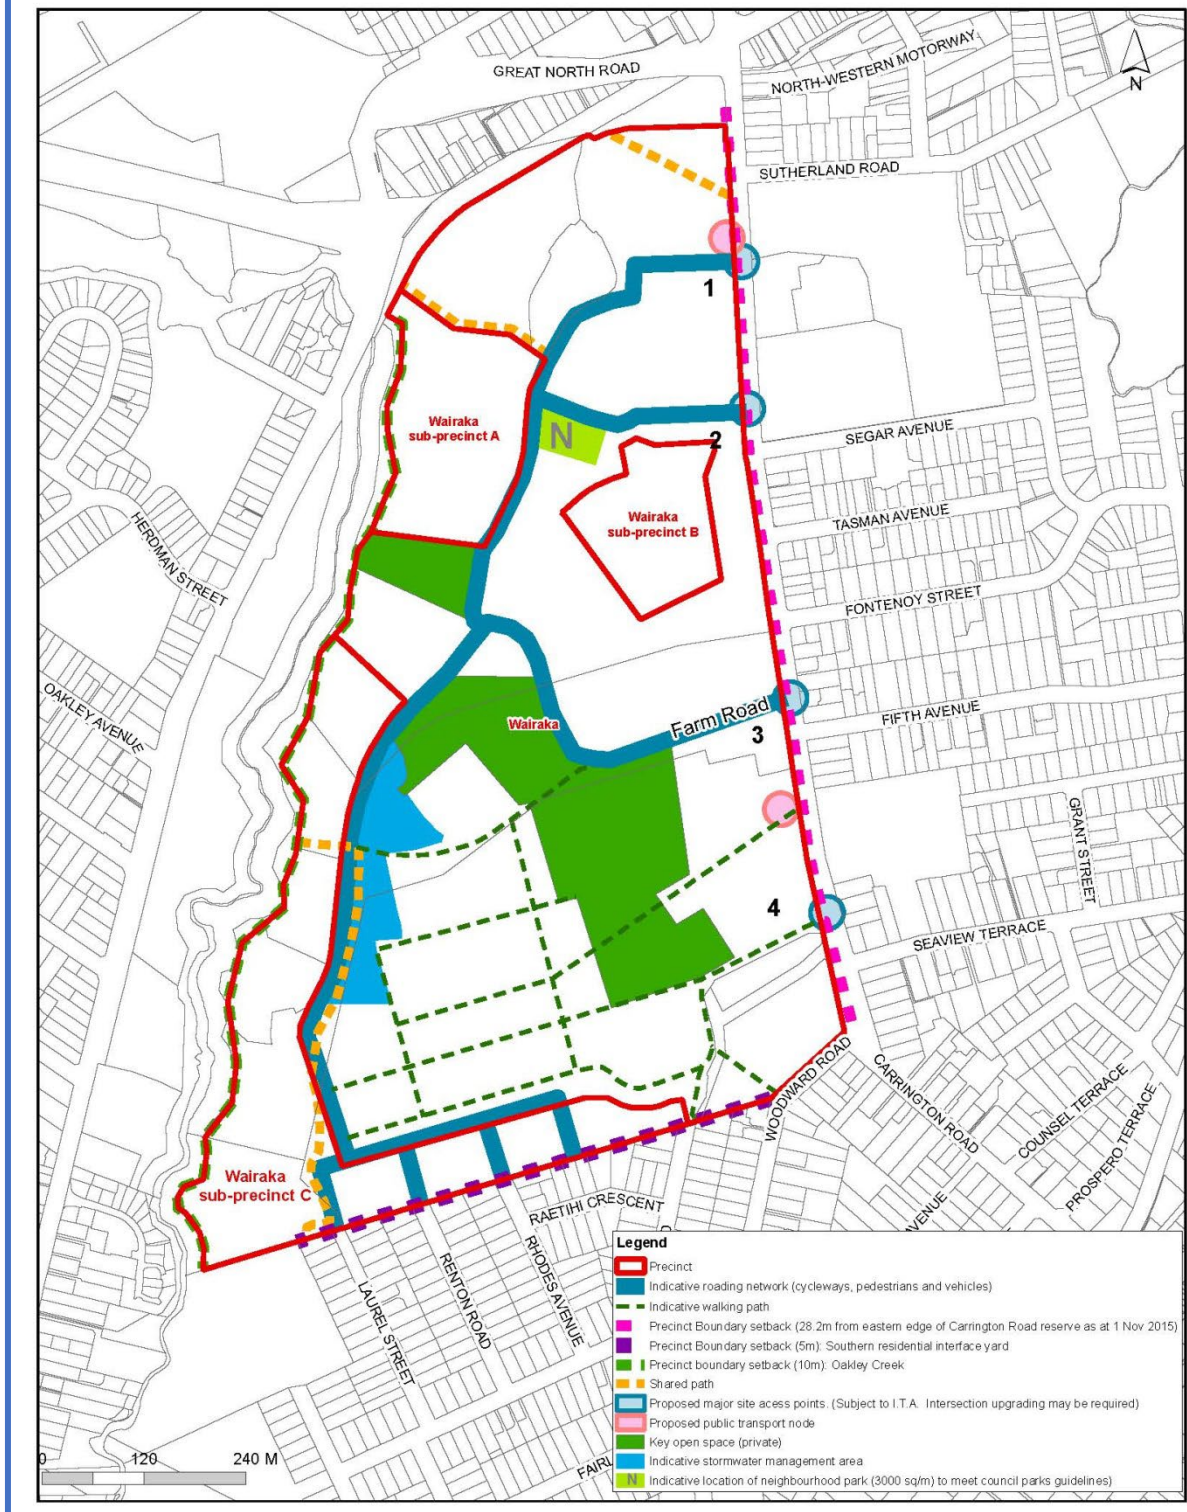 GREAT NORTH ROAD
NORTH-WESTERN MOTORWAY
N
SUTHERLAND ROAD
1
Wairaka
sub-precinct A
N
2
SEGAR AVENUE
Wairaka
sub-precinct B
TASMAN AVENUE
HERDMAN STREET
FONTENOY STREET
OAKLEY AVENUE
Wairaka
Farm Road
3
FIFTH AVENUE
GRANT STREET
4
SEAVIEW TERRACE
WOODWARD ROAD
CARRINGTON ROAD
COUNSEL TERRACE
PROSPERO TERRACE
Wairaka
sub-precinct C
RAETIHI CRESCENT
AVENUE
LAUREL STREET
RENTON ROAD
RHODES AVENUE
FAIRL
Legend
Precinct
Indicative roading network (cycleways, pedestrians and vehicles)
Indicative walking path
Precinct Boundary setback (28.2m from eastern edge of Carrington Road reserve as at 1 Nov 2015)
Precinct Boundary setback (5m): Southern residential interface yard
Precinct boundary setback (10m): Oakley Creek
Shared path
Proposed major site acess points. (Subject to I.T.A. Intersection upgrading may be required)
Proposed public transport node
Key open space (private)
Indicative stormwater management area
N Indicative location of neighbourhood park (3000 sq/m) to meet council parks guidelines)
0 120 240 M